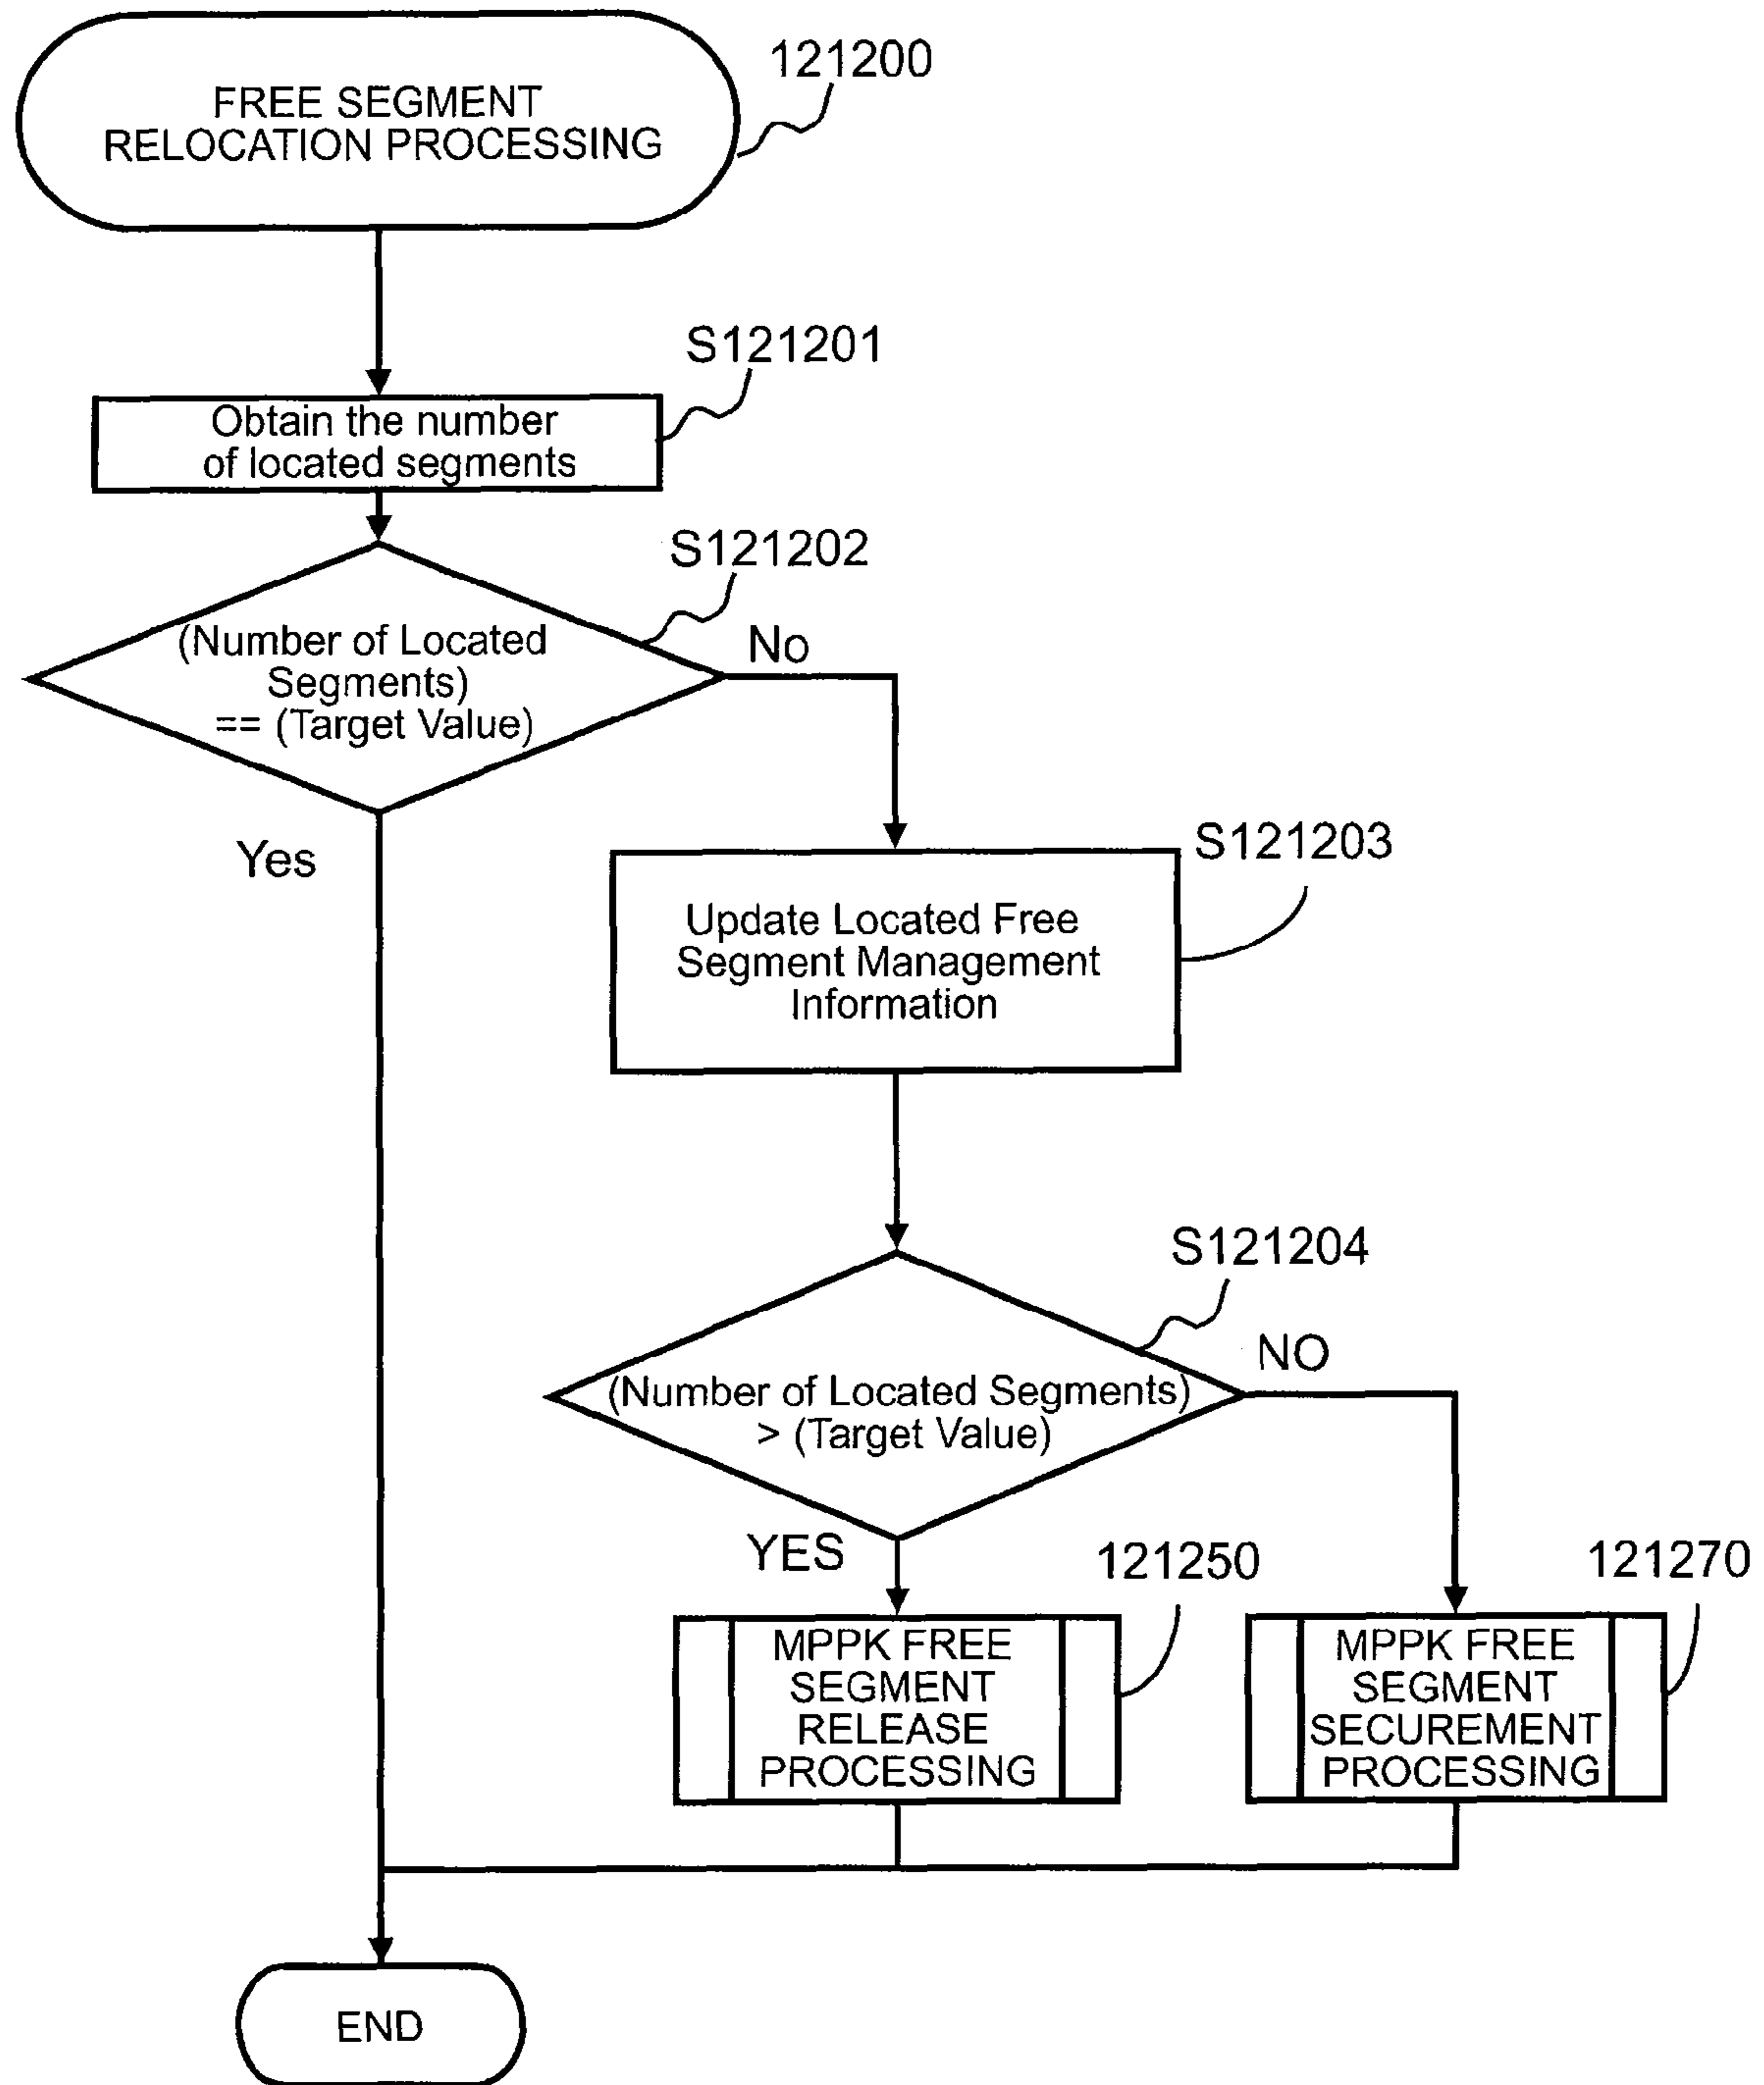 FREE SEGMENT
RELOCATION PROCESSING
121200
S121201
Obtain the number
of located segments
S121202
(Number of Located
Segments)
== (Target Value)
No
Yes
S121203
Update Located Free
Segment Management
Information
S121204
(Number of Located Segments)
> (Target Value)
NO
YES
121250
MPPK FREE
SEGMENT
RELEASE
PROCESSING
121270
MPPK FREE
SEGMENT
SECUREMENT
PROCESSING
END